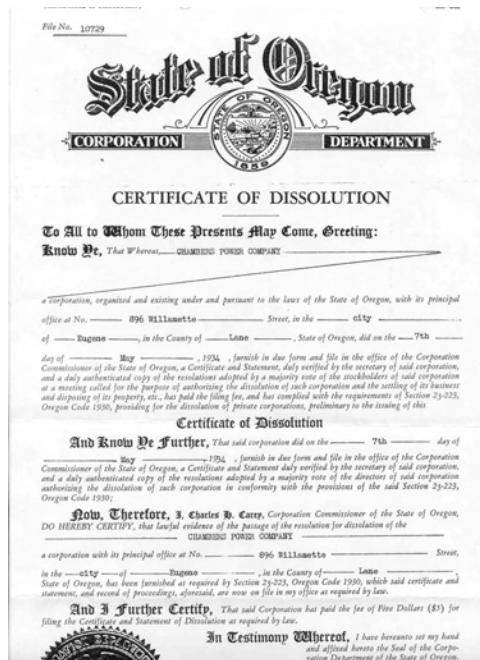 File No. 10729
State of Oregon
CORPORATION DEPARTMENT
STATE OF OREGON
1859
CERTIFICATE OF DISSOLUTION
To All to Whom These Presents May Come, Greeting:
Know Ye, That Whereas, CHAMBERS POWER COMPANY
a corporation, organized and existing under and pursuant to the laws of the State of Oregon, with its principal
office at No. 896 Willamette Street, in the city
of Eugene, in the County of Lane, State of Oregon, did on the 7th
day of May, 1934, furnish in due form and file in the office of the Corporation
Commissioner of the State of Oregon, a Certificate and Statement, duly verified by the secretary of said corporation,
and a duly authenticated copy of the resolutions adopted by a majority vote of the stockholders of said corporation
at a meeting called for the purpose of authorizing the dissolution of such corporation and the settling of its business
and disposing of its property, etc., has paid the filing fee, and has complied with the requirements of Section 25-223,
Oregon Code 1930, providing for the dissolution of private corporations, preliminary to the issuing of this
Certificate of Dissolution
And Know Ye Further, That said corporation did on the 7th day of
May, 1934, furnish in due form and file in the office of the Corporation
Commissioner of the State of Oregon, a Certificate and Statement duly verified by the secretary of said corporation,
and a duly authenticated copy of the resolutions adopted by a majority vote of the directors of said corporation
authorizing the dissolution of such corporation in conformity with the provisions of the said Section 25-223,
Oregon Code 1930;
Now, Therefore, I, Charles H. Carey, Corporation Commissioner of the State of Oregon,
DO HEREBY CERTIFY, that lawful evidence of the passage of the resolution for dissolution of the
CHAMBERS POWER COMPANY
a corporation with its principal office at No. 896 Willamette Street,
in the city of Eugene, in the County of Lane,
State of Oregon, has been furnished as required by Section 25-223, Oregon Code 1930, which said certificate and
statement, and record of proceedings, aforesaid, are now on file in my office as required by law.
And I Further Certify, That said Corporation has paid the fee of Five Dollars ($5) for
filing the Certificate and Statement of Dissolution as required by law.
In Testimony Whereof, I have hereunto set my hand
and affixed hereto the Seal of the Corpo-
ration Department of the State of Oregon.